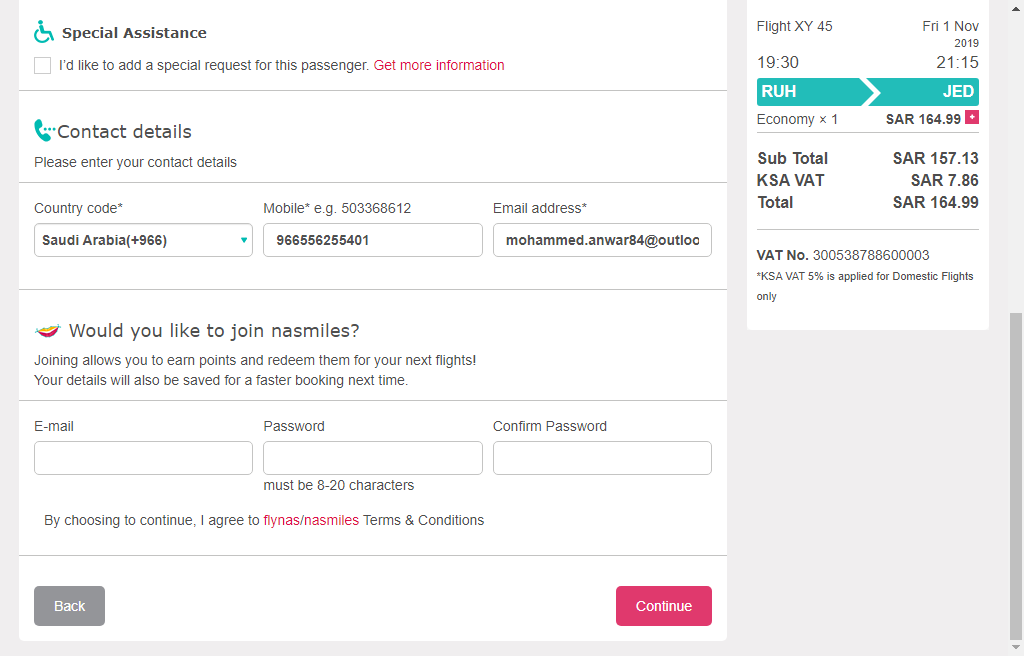 Special Assistance
I'd like to add a special request for this passenger. Get more information
Contact details
Please enter your contact details
Country code*
Mobile* e.g. 503368612
Email address*
Saudi Arabia(+966)
966556255401
mohammed.anwar84@outloo
Would you like to join nasmiles?
Joining allows you to earn points and redeem them for your next flights!
Your details will also be saved for a faster booking next time.
E-mail
Password
Confirm Password
must be 8-20 characters
By choosing to continue, I agree to flynas/nasmiles Terms & Conditions
Back
Continue
Flight XY 45
Fri 1 Nov
2019
19:30
21:15
RUH
JED
Economy × 1
SAR 164.99 +
Sub Total
SAR 157.13
KSA VAT
SAR 7.86
Total
SAR 164.99
VAT No. 300538788600003
*KSA VAT 5% is applied for Domestic Flights
only